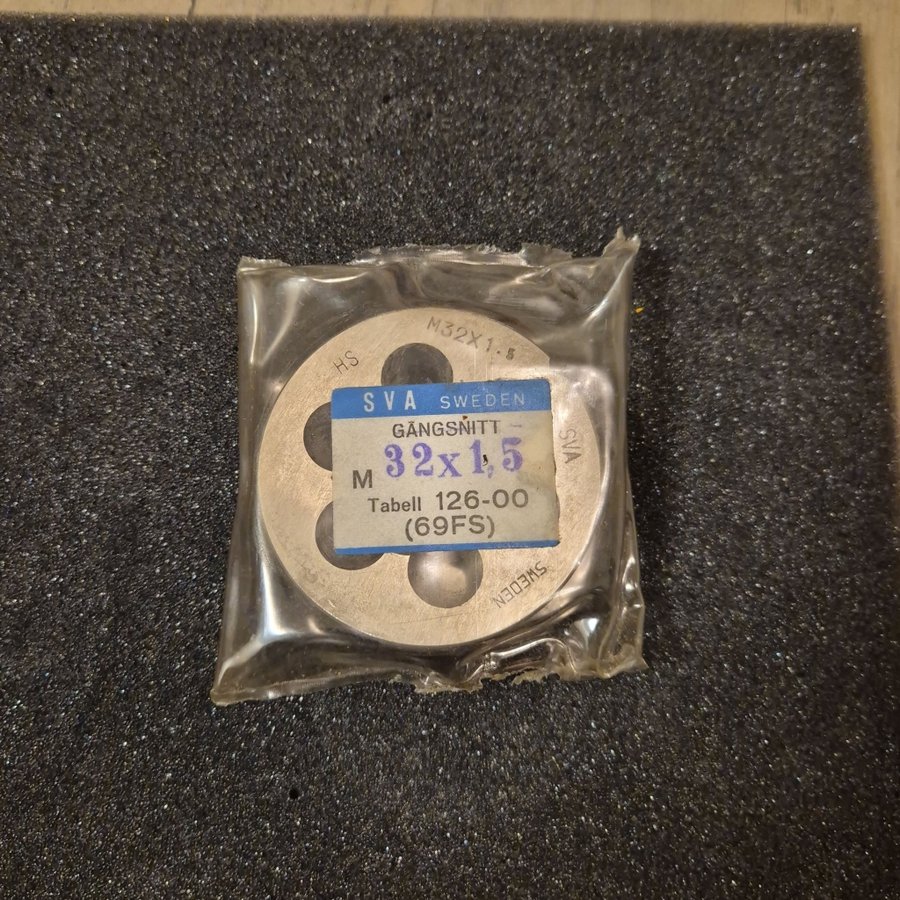 M32X1.5
HS
SVA SWEDEN
GÄNGSNITT
M 32x1,5
Tabell 126-00
(69FS)
SVA
SWEDEN